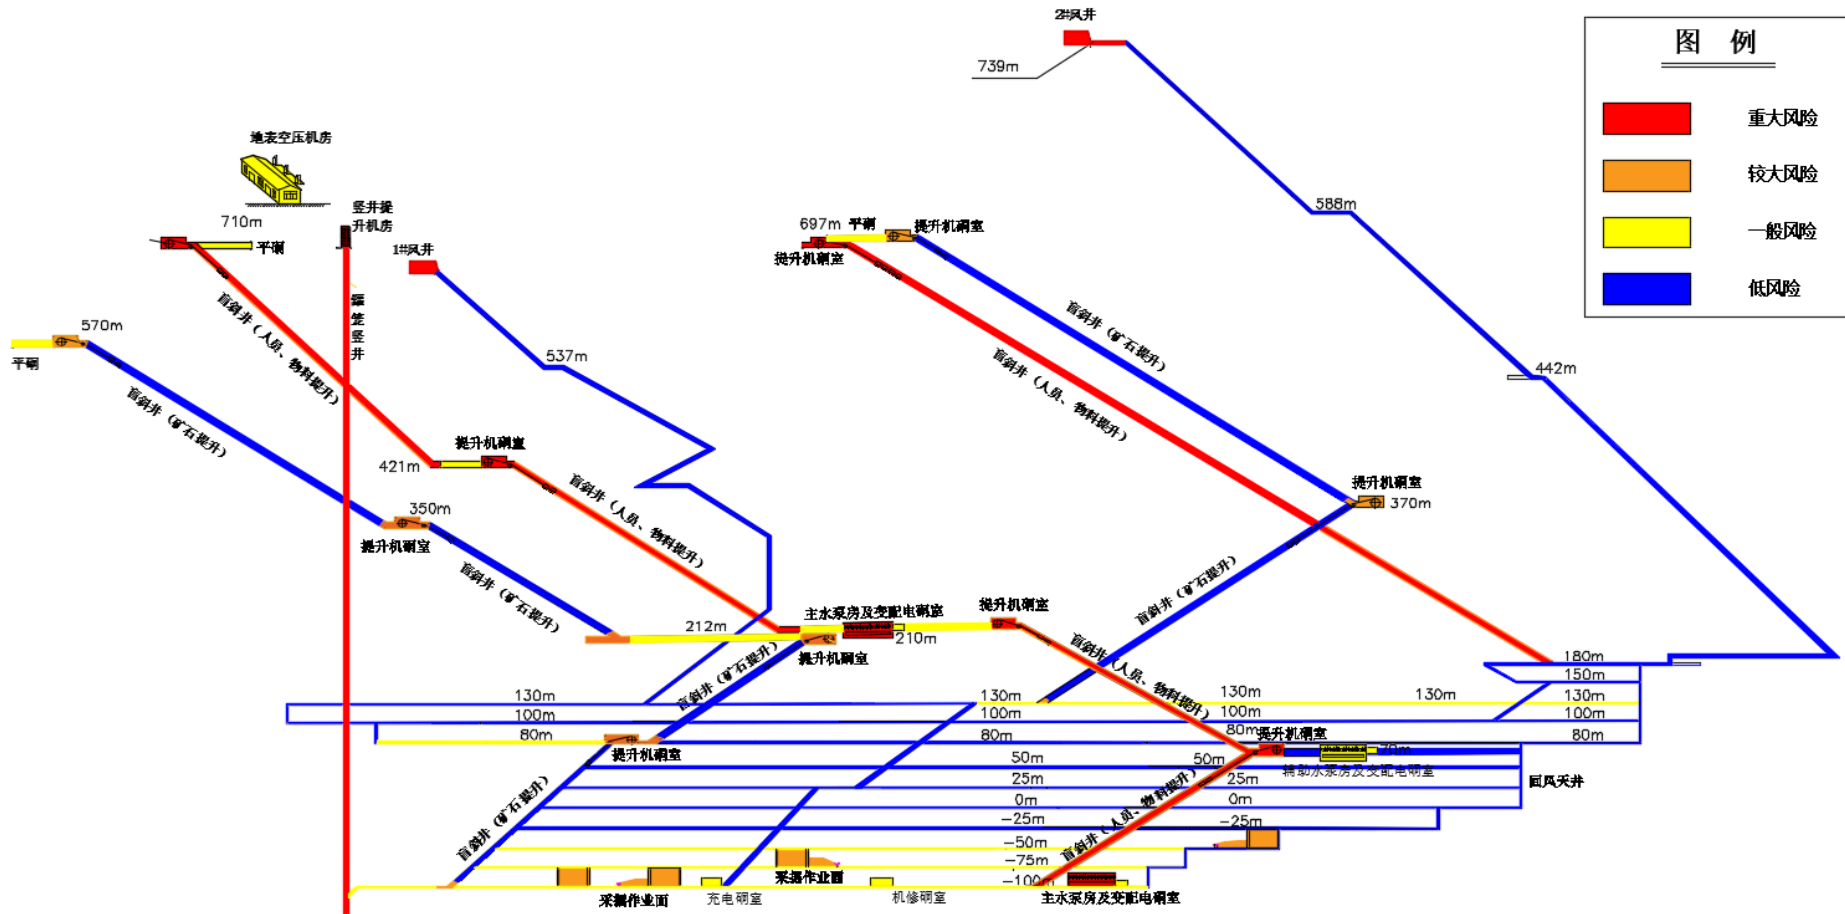 2#风井
图 例
739m
重大风险
地表空压机房
较大风险
588m
竖井提
升机房
710m
697m
平硐
提升机硐室
一般风险
平硐
1#风井
提升机硐室
低风险
罐笼竖井
盲斜井（人员、物料提升）
盲斜井（矿石提升）
570m
平硐
537m
盲斜井（人员、物料提升）
442m
盲斜井（矿石提升）
提升机硐室
421m
盲斜井（人员、物料提升）
提升机硐室
370m
350m
提升机硐室
盲斜井（矿石提升）
盲斜井（矿石提升）
主水泵房及变配电硐室
提升机硐室
212m
210m
提升机硐室
盲斜井（人员、物料提升）
180m
150m
盲斜井（矿石提升）
130m
130m
130m
130m
130m
100m
100m
100m
100m
80m
80m
80m
80m
提升机硐室
提升机硐室
70m
50m
50m
辅助水泵房及变配电硐室
25m
25m
回风天井
盲斜井（矿石提升）
盲斜井（人员、物料提升）
0m
0m
-25m
-25m
-50m
-75m
采掘作业面
-100m
采掘作业面
充电硐室
机修硐室
主水泵房及变配电硐室